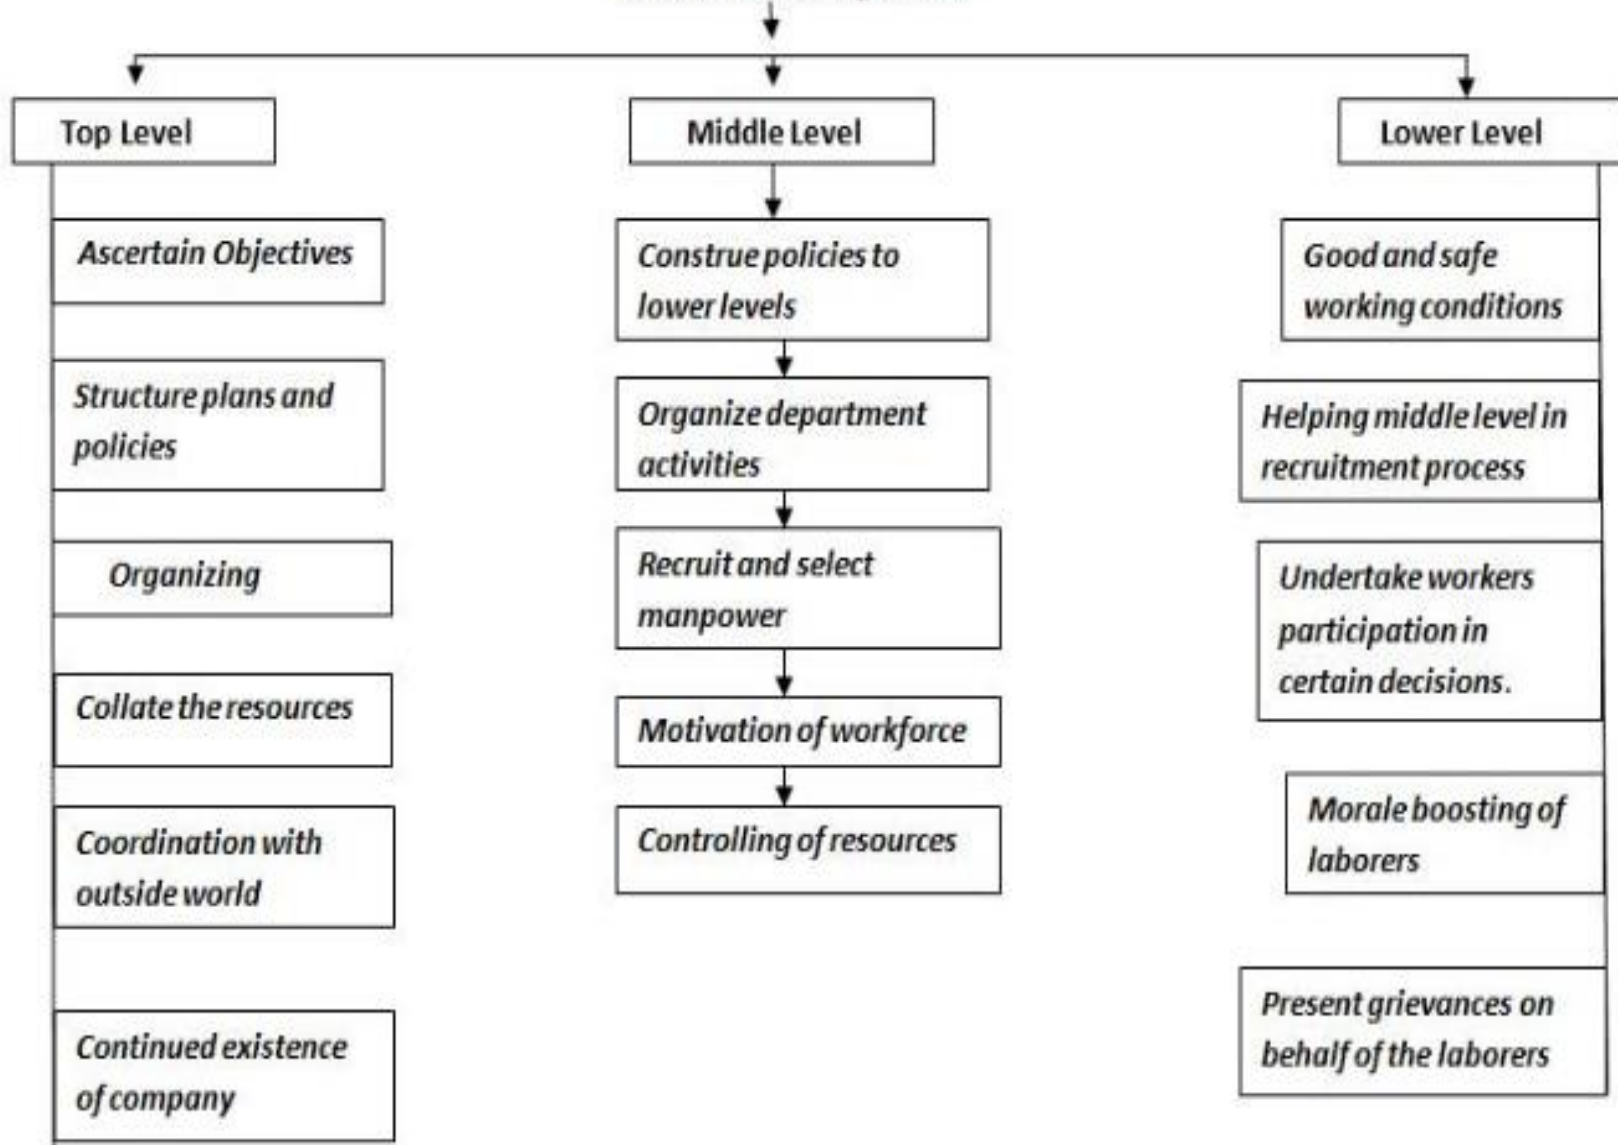 Top Level
Middle Level
Lower Level
Ascertain Objectives
Structure plans and
policies
Organizing
Collate the resources
Coordination with
outside world
Continued existence
of company
Construe policies to
lower levels
Organize department
activities
Recruit and select
manpower
Motivation of workforce
Controlling of resources
Good and safe
working conditions
Helping middle level in
recruitment process
Undertake workers
participation in
certain decisions.
Morale boosting of
laborers
Present grievances on
behalf of the laborers